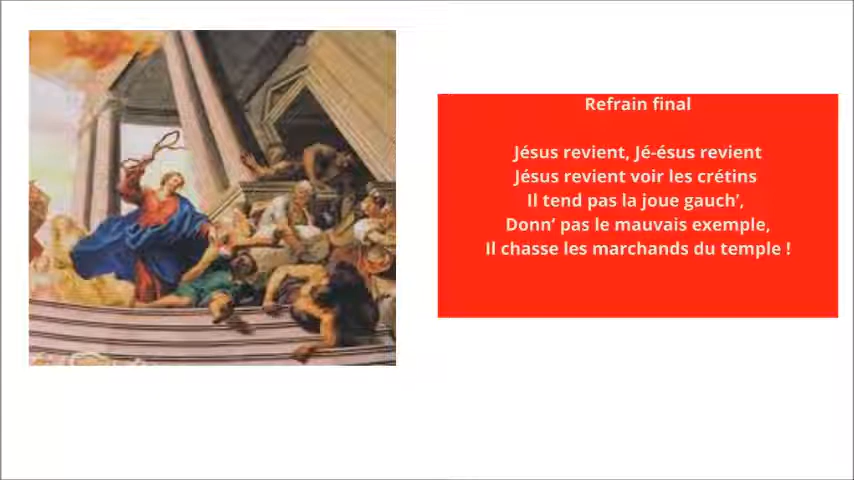 Refrain final
Jésus revient, Jé-ésus revient
Jésus revient voir les crétins
Il tend pas la joue gauch’,
Donn’ pas le mauvais exemple,
Il chasse les marchands du temple !